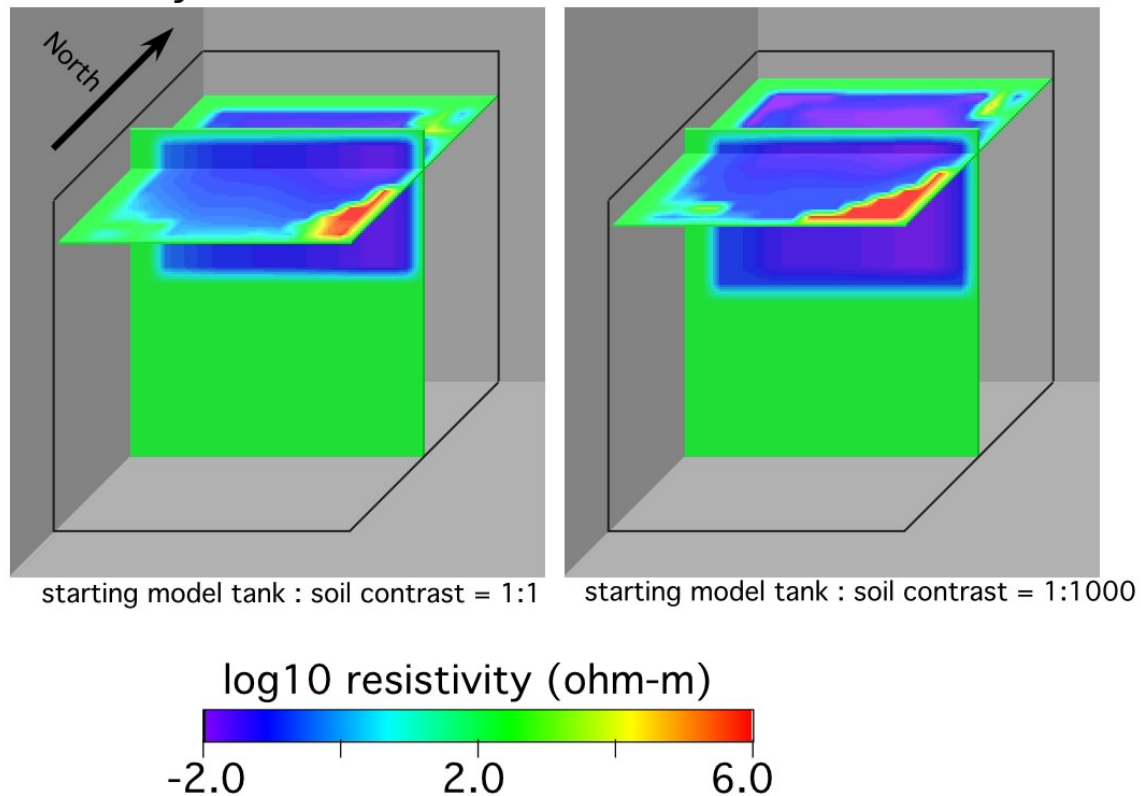 North
starting model tank : soil contrast = 1:1
starting model tank : soil contrast = 1:1000
log10 resistivity (ohm-m)
-2.0 2.0 6.0